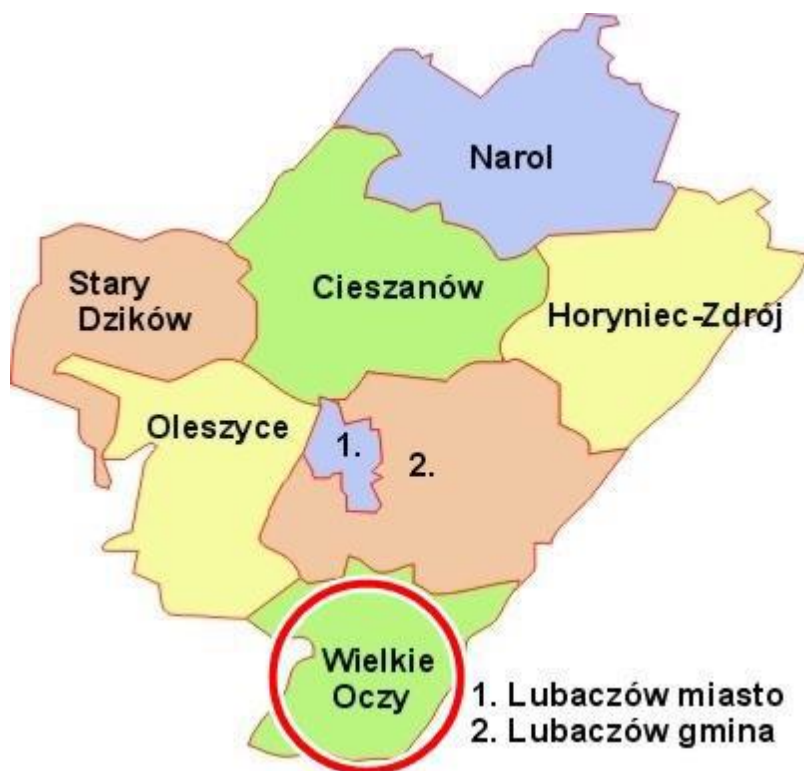 Narol
Stary
Dzików
Cieszanów
Horyniec-Zdrój
Oleszyce
1.
2.
Wielkie
Oczy
1. Lubaczów miasto
2. Lubaczów gmina